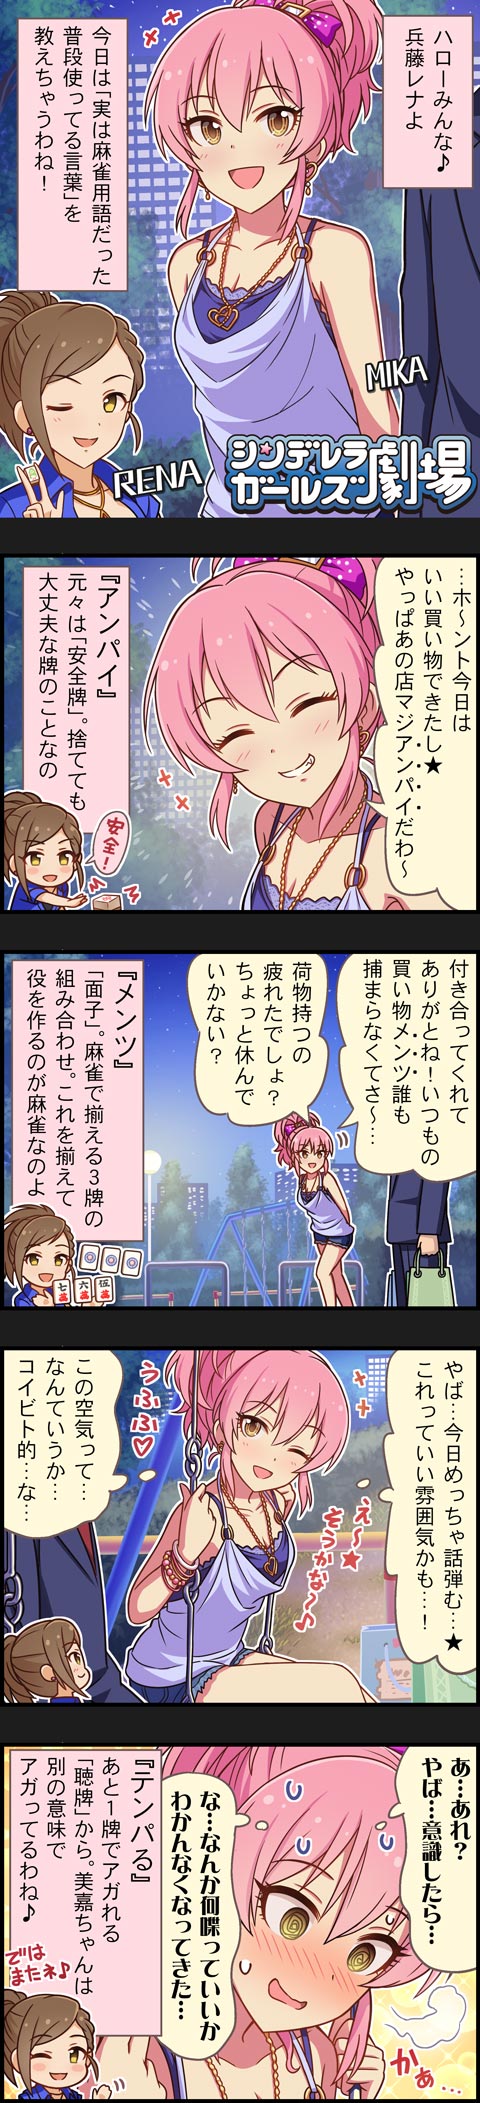 ハローみんな♪
兵藤レナよ
今日は「実は麻雀用語だった
普段使ってる言葉」を
教えちゃうわね！
MIKA
RENA
シンデレラ
ガールズ劇場
…ホ～ント今日は
いい買い物できたし★
やっぱあの店マジアンパイだわ～
『アンパイ』
元々は「安全牌」。捨てても
大丈夫な牌のことなの
安全！
付き合ってくれて
ありがとね！いつもの
買い物メンツ誰も
捕まらなくてさ～…
荷物持つの
疲れたでしょ？
ちょっと休んで
いかない？
『メンツ』
「面子」。麻雀で揃える3牌の
組み合わせ。これを揃えて
役を作るのが麻雀なのよ
七萬
六萬
伍萬
やば…今日めっちゃ話弾む…★
これっていい雰囲気かも…！
え～★
そうかな～♪
うふふ♡
この空気って…
なんていうか…
コイビト的…な…
あ…あれ？
やば…意識したら…
な…なんか何喋っていいか
わかんなくなってきた…
かぁ…
『テンパる』
あと1牌でアガれる
「聴牌」から。美嘉ちゃんは
別の意味で
アガってるわね♪
では
またネ♪